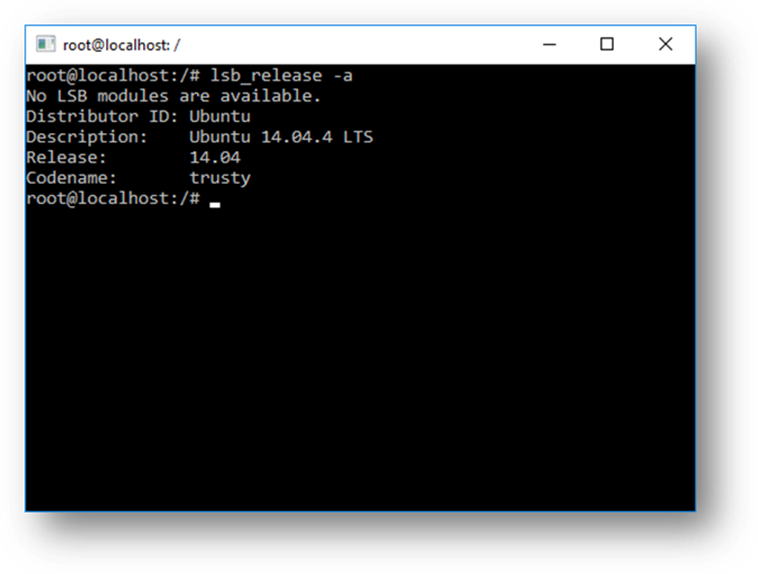 root@localhost: /
root@localhost:/# lsb_release -a
No LSB modules are available.
Distributor ID: Ubuntu
Description:    Ubuntu 14.04.4 LTS
Release:        14.04
Codename:       trusty
root@localhost:/#